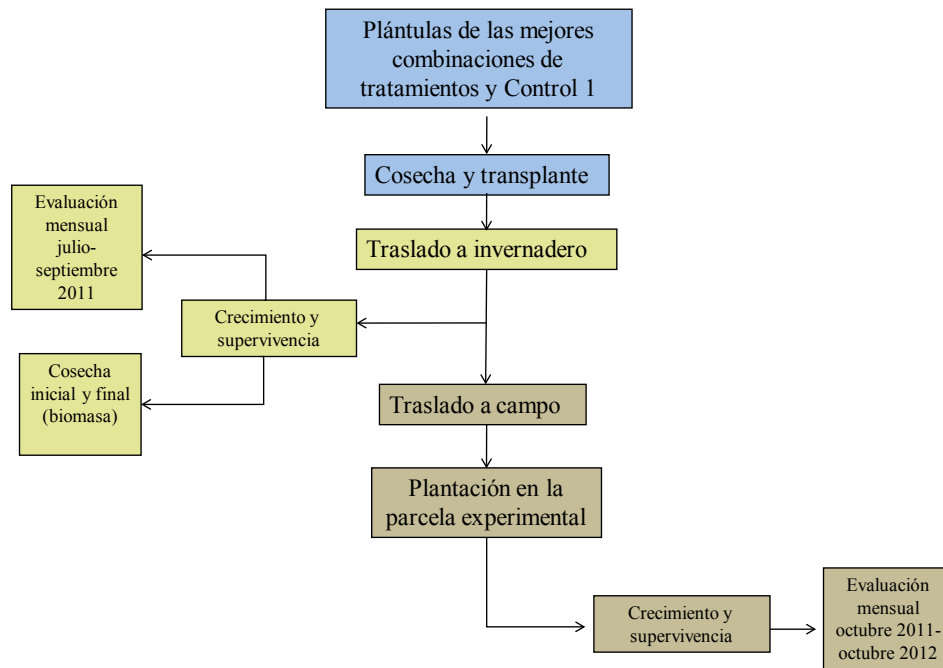 Plántulas de las mejores
combinaciones de
tratamientos y Control 1
Cosecha y transplante
Traslado a invernadero
Evaluación
mensual
julio-
septiembre
2011
Crecimiento y
supervivencia
Cosecha
inicial y final
(biomasa)
Traslado a campo
Plantación en la
parcela experimental
Crecimiento y
supervivencia
Evaluación
mensual
octubre 2011-
octubre 2012